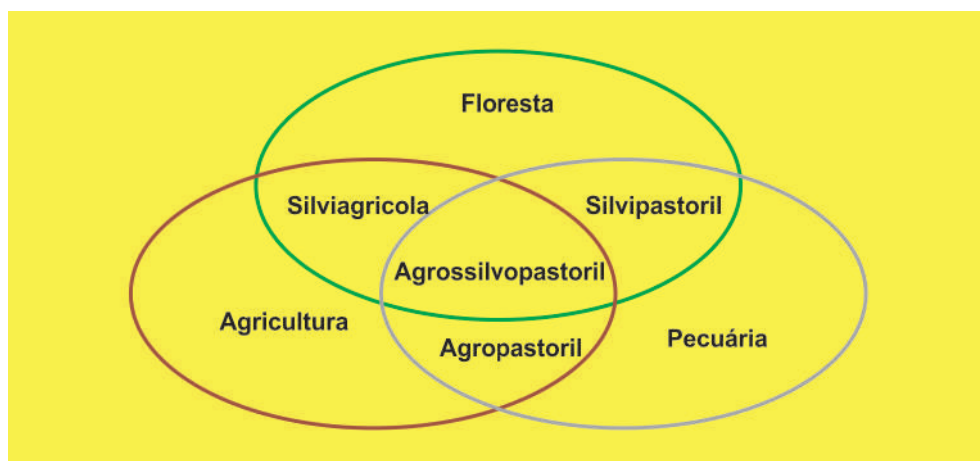 Floresta
Silviagricola
Silvipastoril
Agrossilvopastoril
Agricultura
Agropastoril
Pecuária